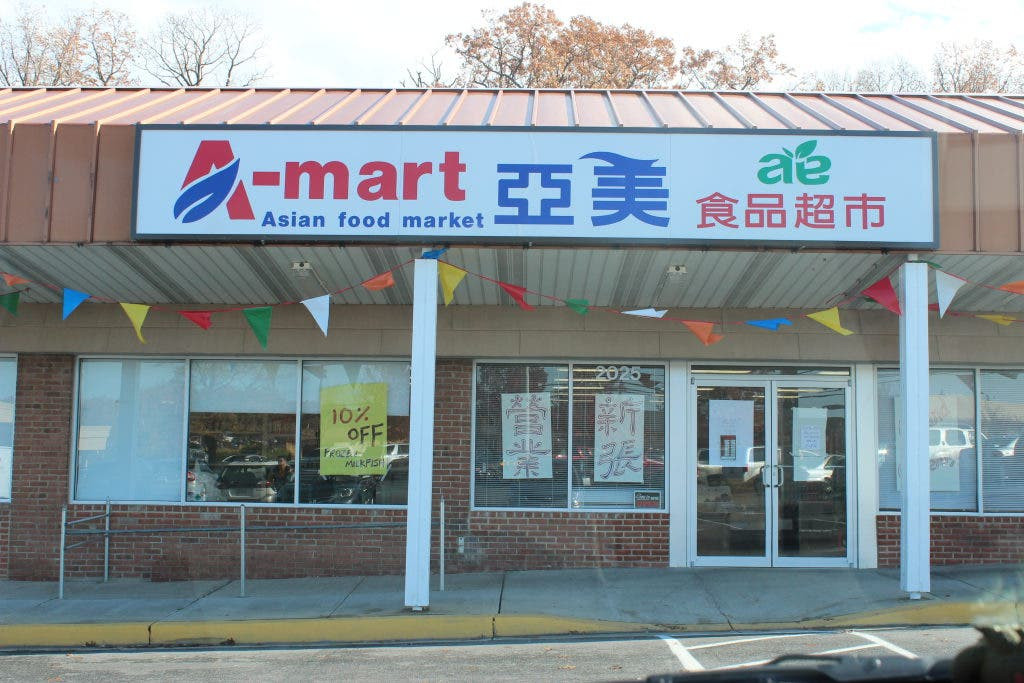 A-mart
Asian food market
亞美
ae
食品超市
10%
OFF
FROZEN
MILKFISH
營業
新張
2025